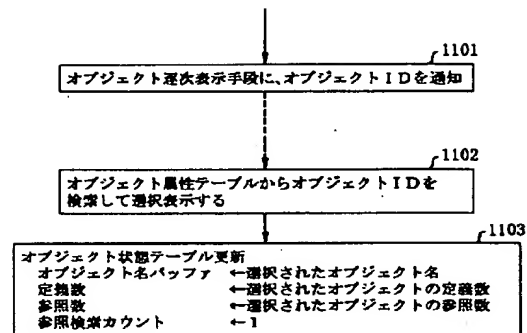 1101
オブジェクト逐次表示手段に、オブジェクトIDを通知
1102
オブジェクト属性テーブルからオブジェクトIDを
検索して選択表示する
1103
オブジェクト状態テーブル更新
オブジェクト名バッファ ←選択されたオブジェクト名
定義数 ←選択されたオブジェクトの定義数
参照数 ←選択されたオブジェクトの参照数
参照検索カウント ←1